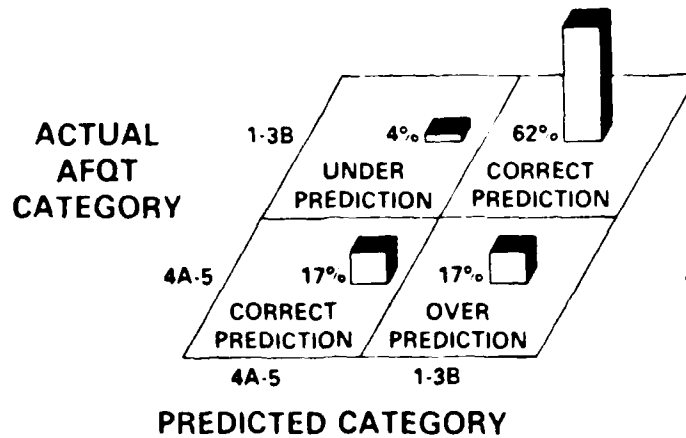 ACTUAL
AFQT
CATEGORY
1-3B
4%
62%
UNDER
PREDICTION
CORRECT
PREDICTION
4A-5
17%
17%
CORRECT
PREDICTION
OVER
PREDICTION
4A-5
1-3B
PREDICTED CATEGORY